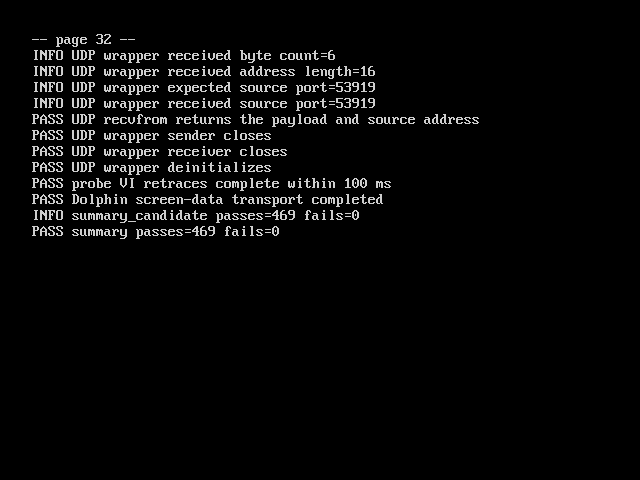 -- page 32 --
INFO UDP wrapper received byte count=6
INFO UDP wrapper received address length=16
INFO UDP wrapper expected source port=53919
INFO UDP wrapper received source port=53919
PASS UDP recvfrom returns the payload and source address
PASS UDP wrapper sender closes
PASS UDP wrapper receiver closes
PASS UDP wrapper deinitializes
PASS probe VI retraces complete within 100 ms
PASS Dolphin screen-data transport completed
INFO summary_candidate passes=469 fails=0
PASS summary passes=469 fails=0